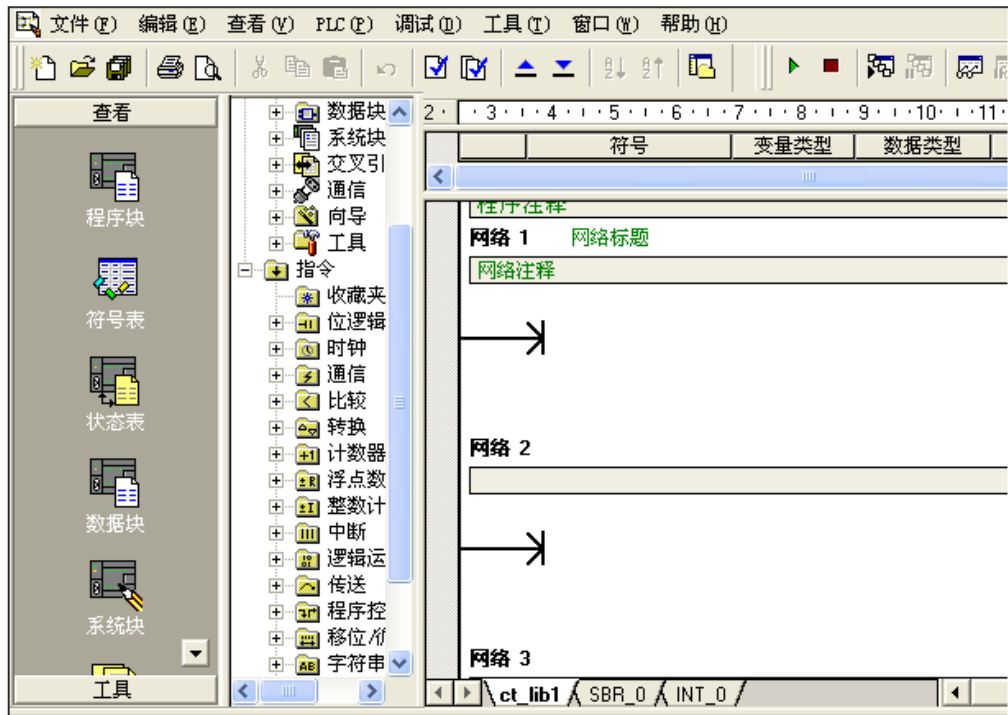 文件(F) 编辑(E) 查看(V) PLC(P) 调试(D) 工具(T) 窗口(W) 帮助(H)
查看
程序块
符号表
状态表
数据块
系统块
工具
数据块
系统块
交叉引
通信
向导
工具
指令
收藏夹
位逻辑
时钟
通信
比较
转换
计数器
浮点数
整数计
中断
逻辑运
传送
程序控
移位/
字符串
2 3 4 5 6 7 8 9 10 11
符号 变量类型 数据类型
程序注释
网络 1 网络标题
网络注释
网络 2
网络 3
ct_lib1 SBR_0 INT_0